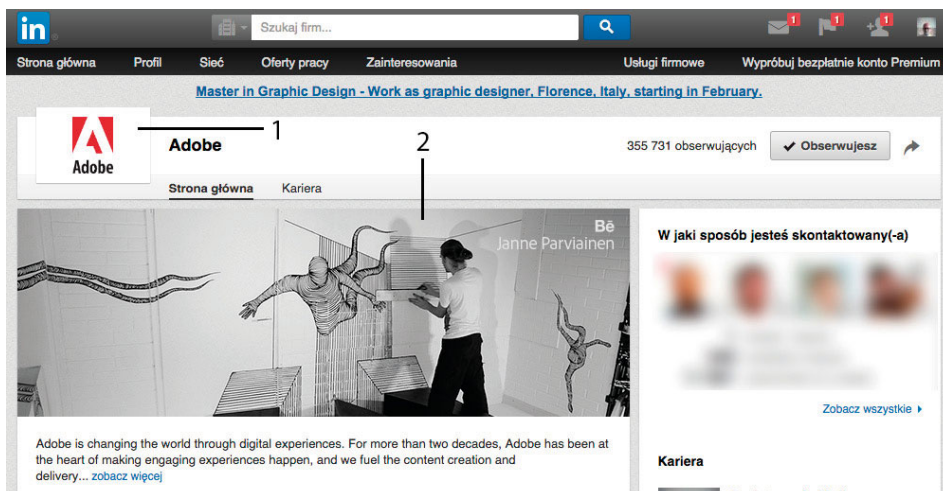 in
Szukaj firm...
1
1
1
Strona główna Profil Sieć Oferty pracy Zainteresowania Usługi firmowe Wypróbuj bezpłatnie konto Premium
Master in Graphic Design - Work as graphic designer, Florence, Italy, starting in February.
Adobe
1
Adobe
2
355 731 obserwujących
Obserwujesz
Strona główna Kariera
Bē
Janne Parviainen
Adobe is changing the world through digital experiences. For more than two decades, Adobe has been at
the heart of making engaging experiences happen, and we fuel the content creation and
delivery... zobacz więcej
W jaki sposób jesteś skontaktowany(-a)
Zobacz wszystkie
Kariera